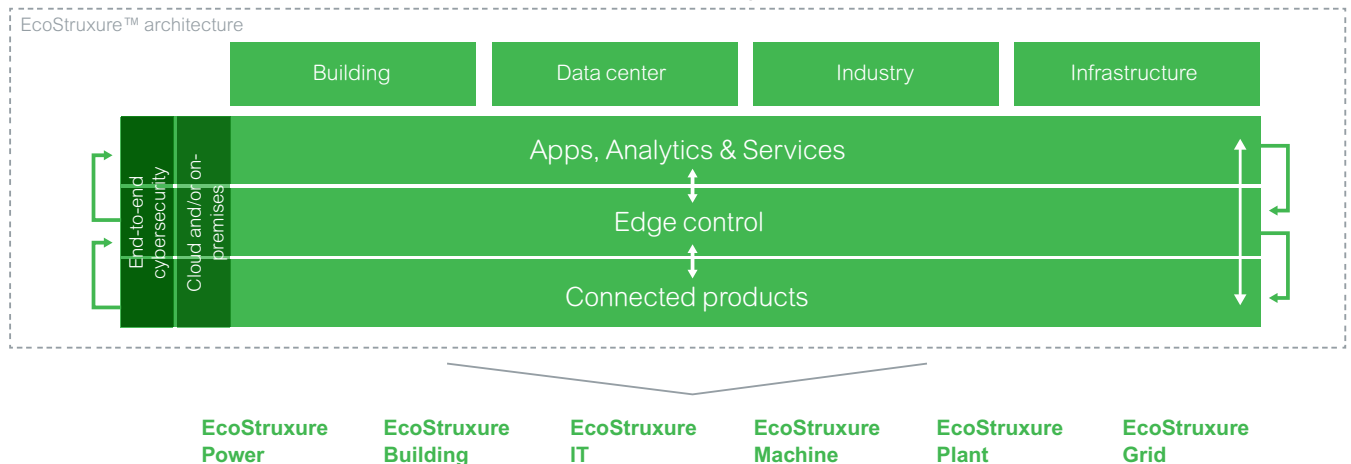 EcoStruxure™ architecture
Building
Data center
Industry
Infrastructure
End-to-end
cybersecurity
Cloud and/or on-
premises
Apps, Analytics & Services
Edge control
Connected products
EcoStruxure
Power
EcoStruxure
Building
EcoStruxure
IT
EcoStruxure
Machine
EcoStruxure
Plant
EcoStruxure
Grid